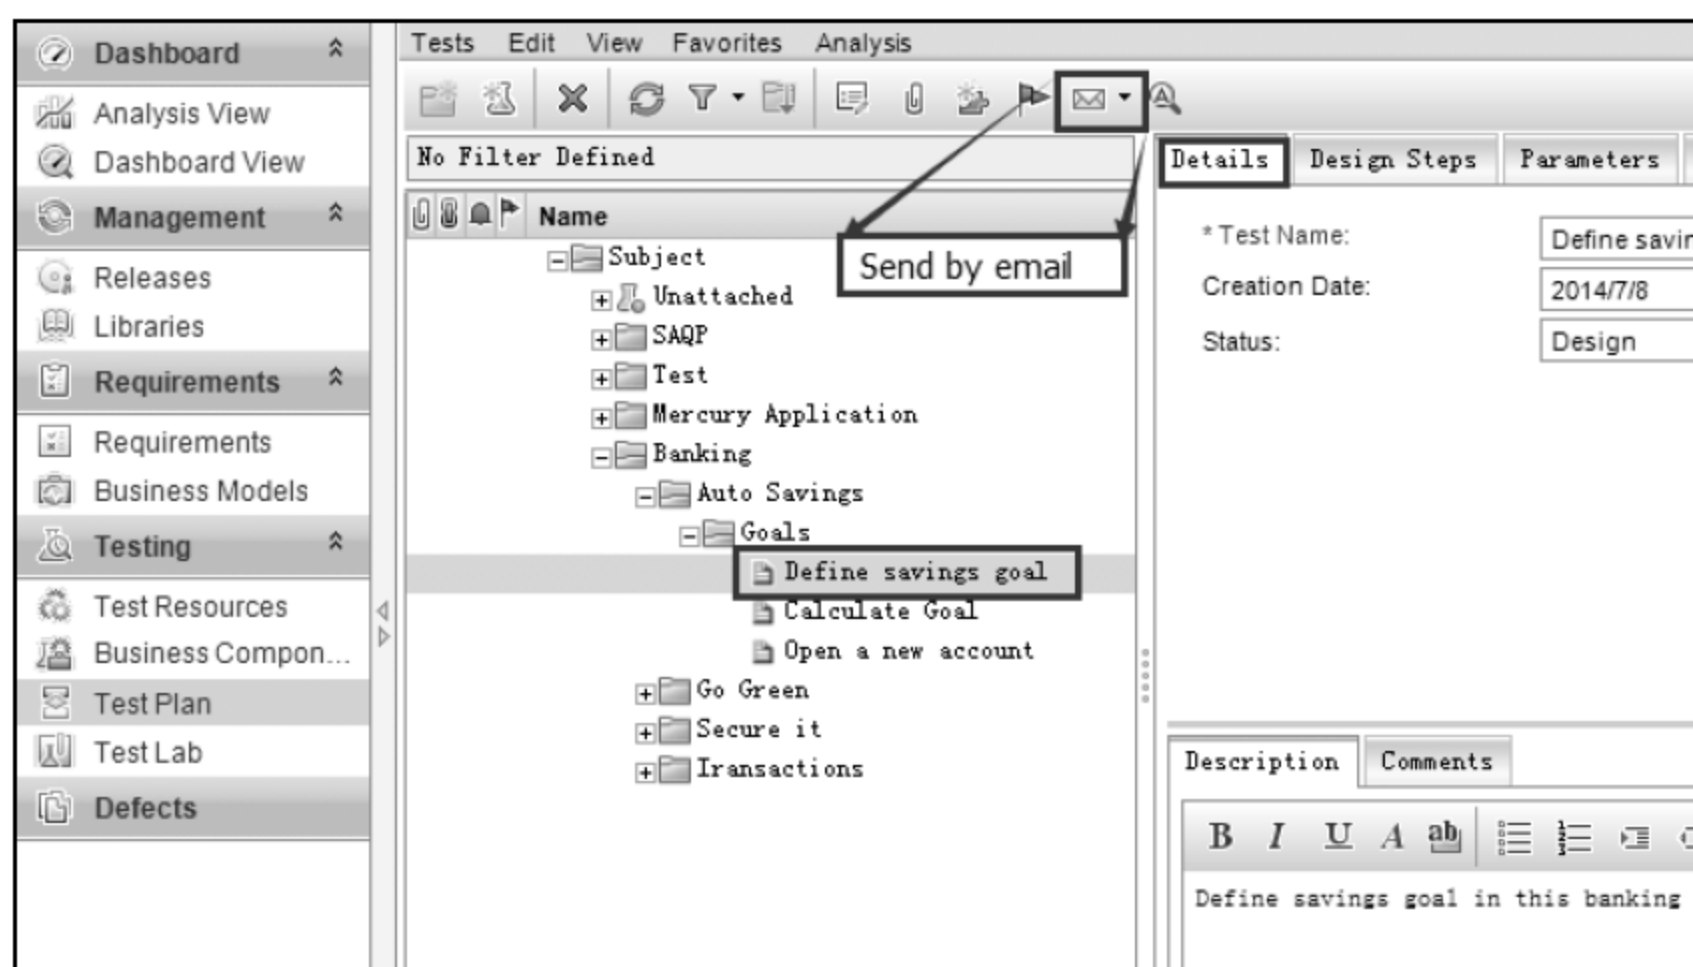 Dashboard
Analysis View
Dashboard View
Management
Releases
Libraries
Requirements
Requirements
Business Models
Testing
Test Resources
Business Compon...
Test Plan
Test Lab
Defects
Tests Edit View Favorites Analysis
No Filter Defined
Name
Subject
Unattached
SAQP
Test
Mercury Application
Banking
Auto Savings
Goals
Define savings goal
Calculate Goal
Open a new account
Go Green
Secure it
Iransactions
Send by email
Details Design Steps Parameters
* Test Name: Define savin
Creation Date: 2014/7/8
Status: Design
Description Comments
B I U A ab
Define savings goal in this banking